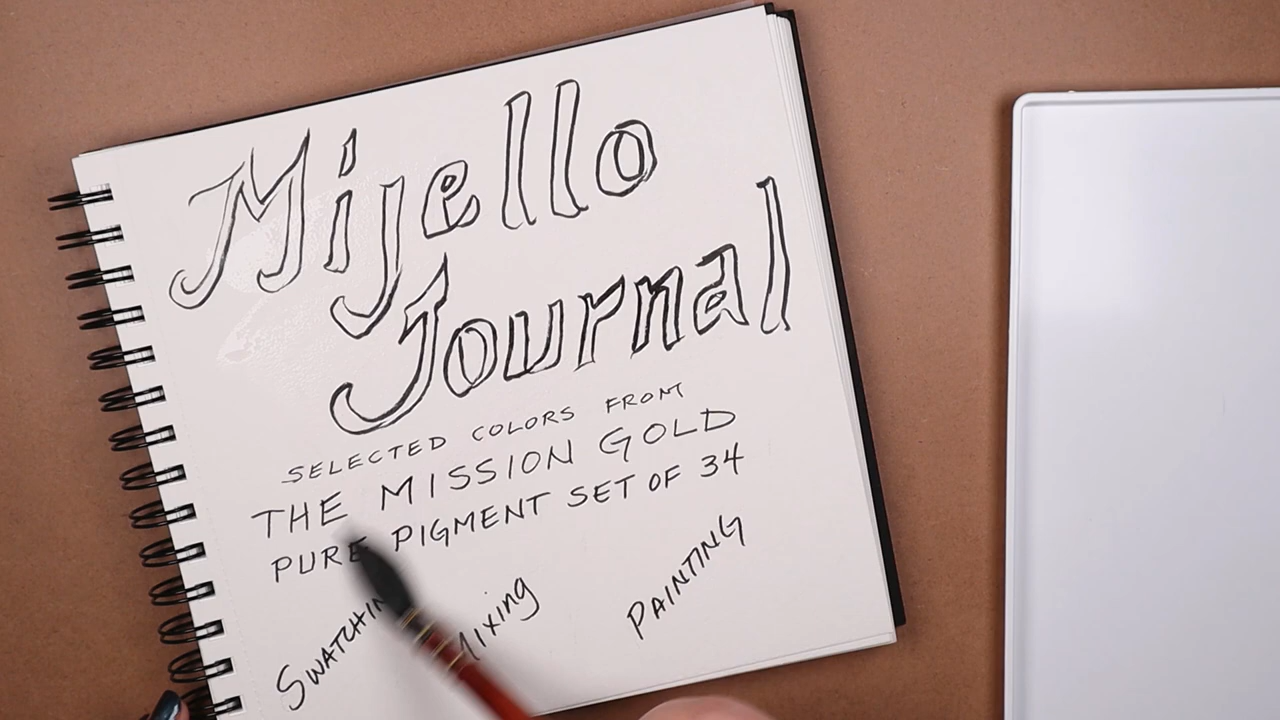 Mijello
Journal
SELECTED COLORS FROM
THE MISSION GOLD
PURE PIGMENT SET OF 34
PAINTING